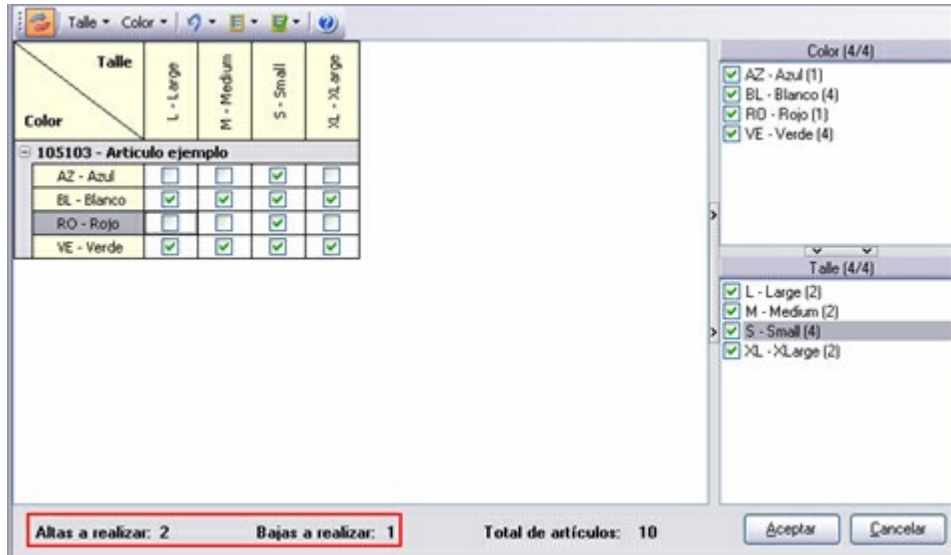 Talle Color
Talle
Color
L - Large
M - Medium
S - Small
XL - XLarge
105103 - Articulo ejemplo
AZ - Azul
BL - Blanco
RO - Rojo
VE - Verde
Color (4/4)
AZ - Azul (1)
BL - Blanco (4)
RO - Rojo (1)
VE - Verde (4)
Talle (4/4)
L - Large (2)
M - Medium (2)
S - Small (4)
XL - XLarge (2)
Altas a realizar: 2 Bajas a realizar: 1 Total de artículos: 10 Aceptar Cancelar